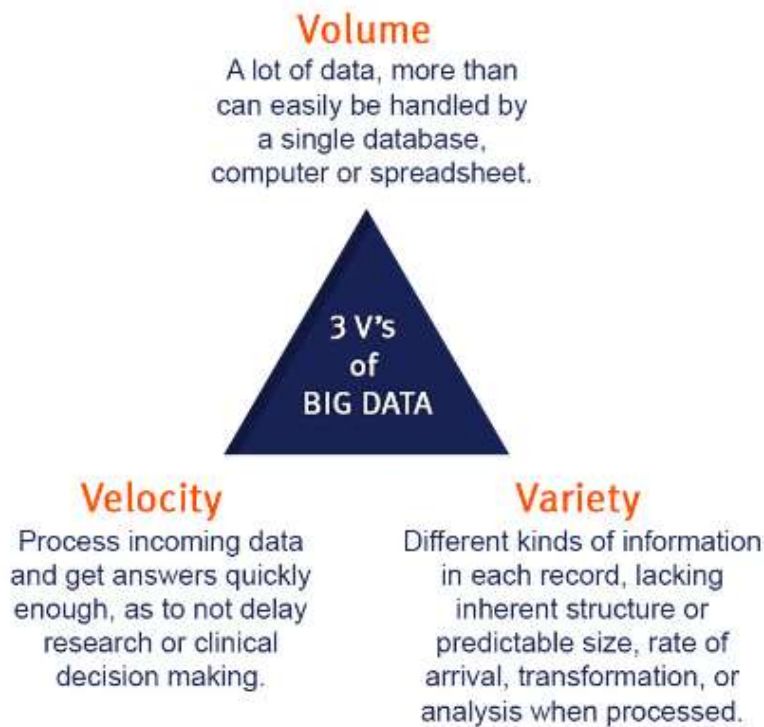 Volume
A lot of data, more than
can easily be handled by
a single database,
computer or spreadsheet.
3 V's
of
BIG DATA
Velocity
Process incoming data
and get answers quickly
enough, as to not delay
research or clinical
decision making.
Variety
Different kinds of information
in each record, lacking
inherent structure or
predictable size, rate of
arrival, transformation, or
analysis when processed.